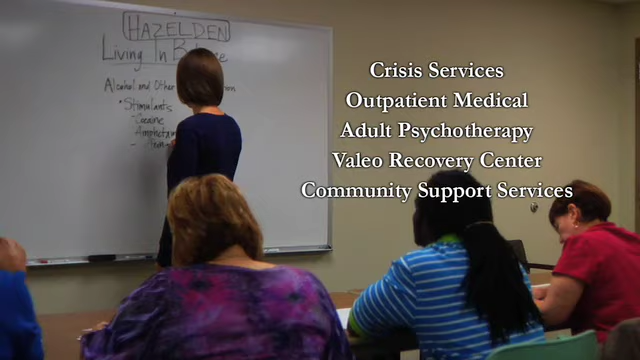 HAZELDEN
Living In
Alcohol and Other
• Stimulants
- Cocaine
Crisis Services
Outpatient Medical
Adult Psychotherapy
Valeo Recovery Center
Community Support Services